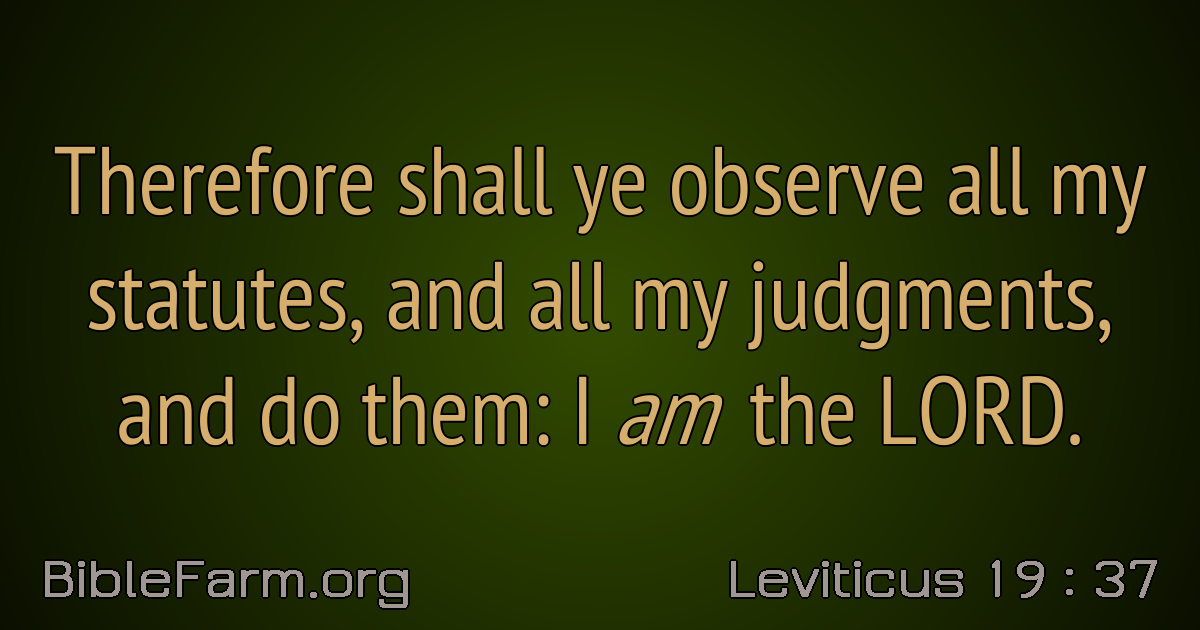 Therefore shall ye observe all my
statutes, and all my judgments,
and do them: I am the LORD.
BibleFarm.org
Leviticus 19 : 37